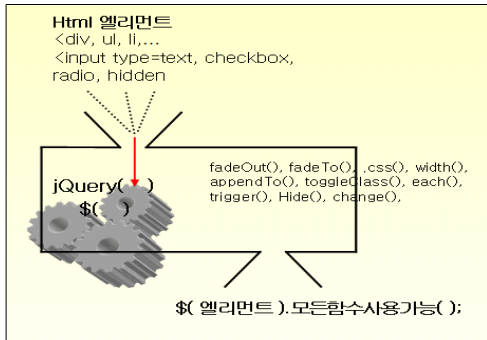 Html 엘리먼트
<div, ul, li,...
<input type=text, checkbox,
radio, hidden
jQuery( )
$( )
fadeOut(), fadeTo(), .css(), width(),
appendTo(), toggleClass(), each(),
trigger(), Hide(), change(),
$( 엘리먼트 ).모든함수사용가능( );